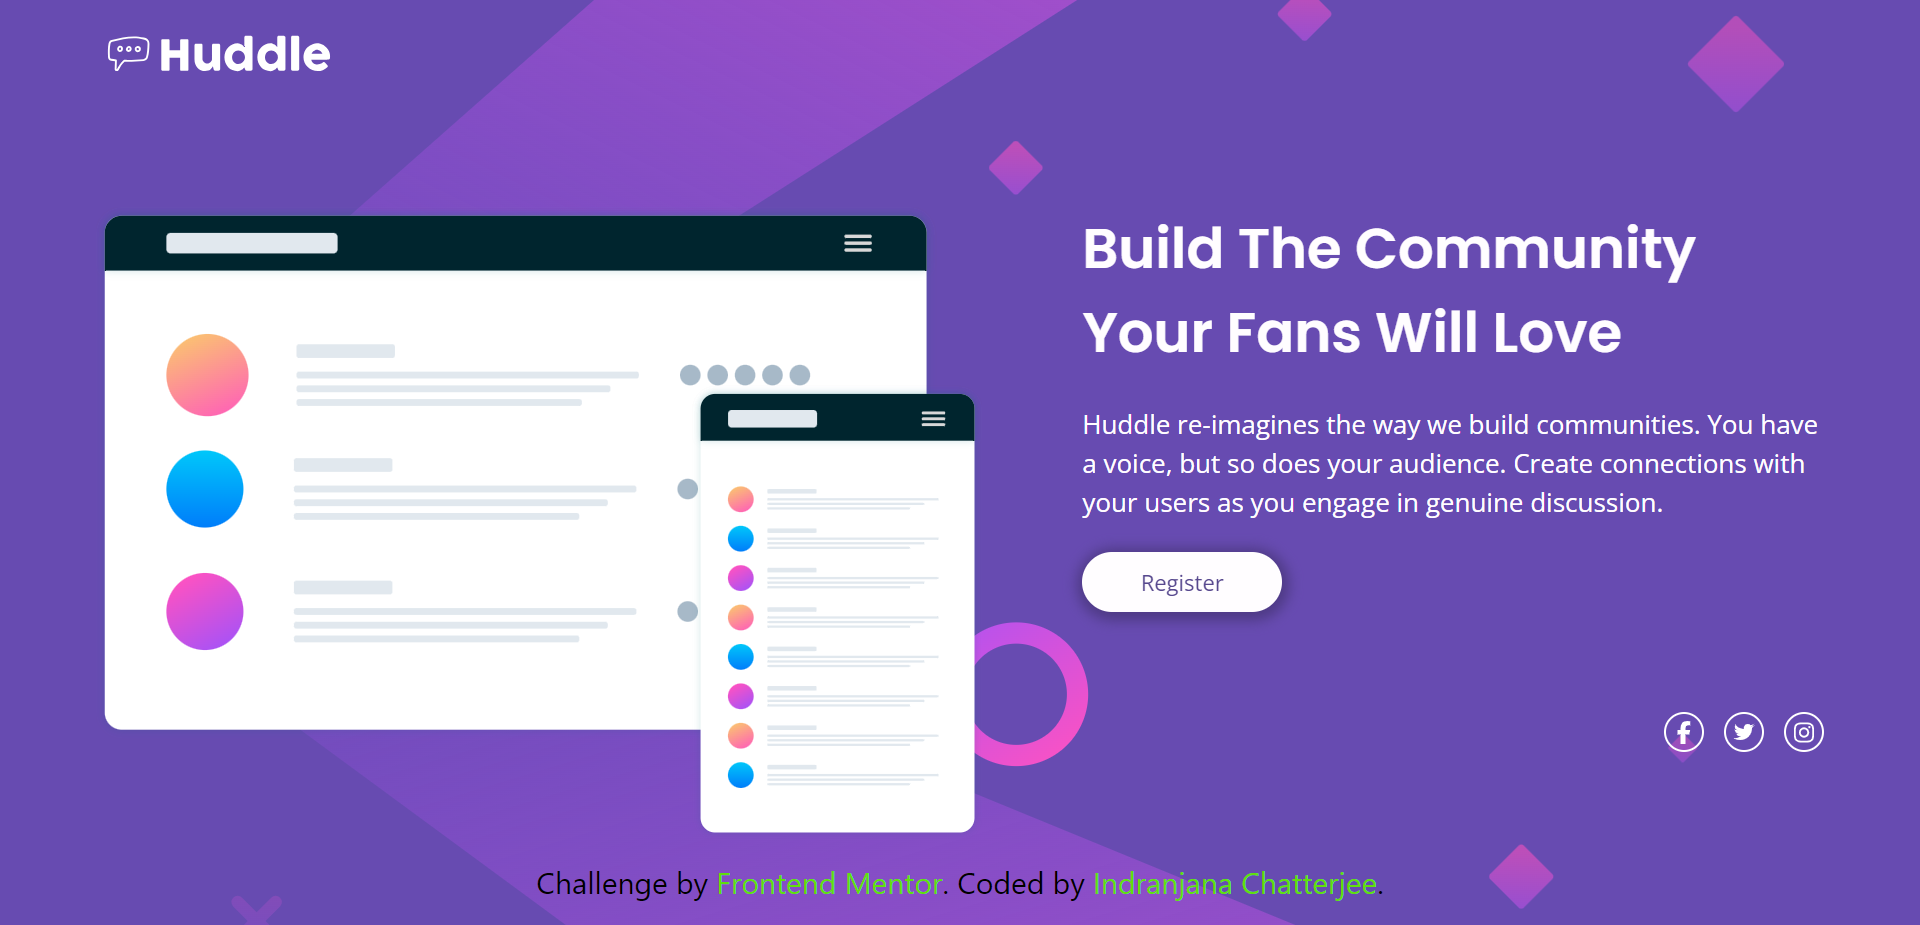 Huddle
Build The Community
Your Fans Will Love
Huddle re-imagines the way we build communities. You have
a voice, but so does your audience. Create connections with
your users as you engage in genuine discussion.
Register
Challenge by Frontend Mentor. Coded by Indranjana Chatterjee.